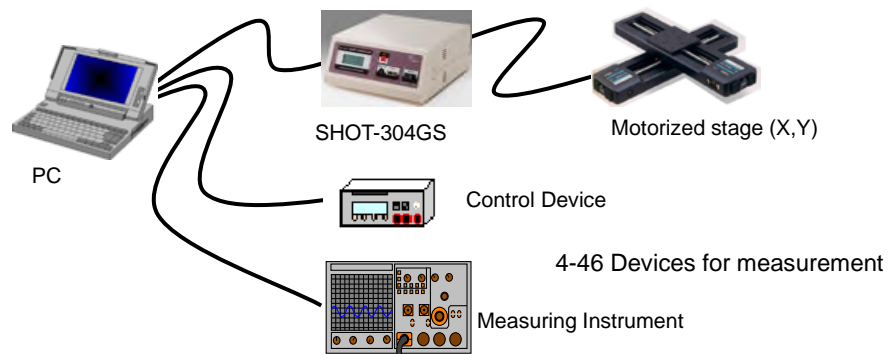 SHOT-304GS
Motorized stage (X,Y)
PC
Control Device
4-46 Devices for measurement
Measuring Instrument